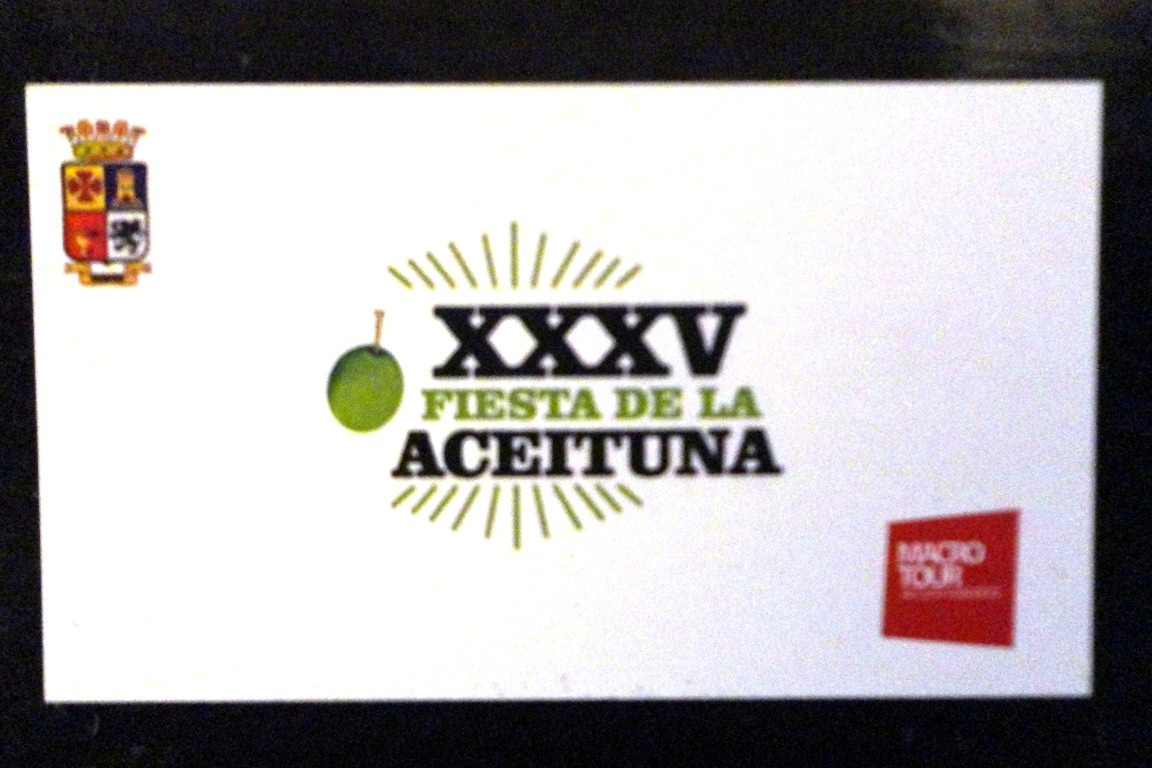 XXXV
FIESTA DE LA
ACEITUNA
MACRO
TOUR